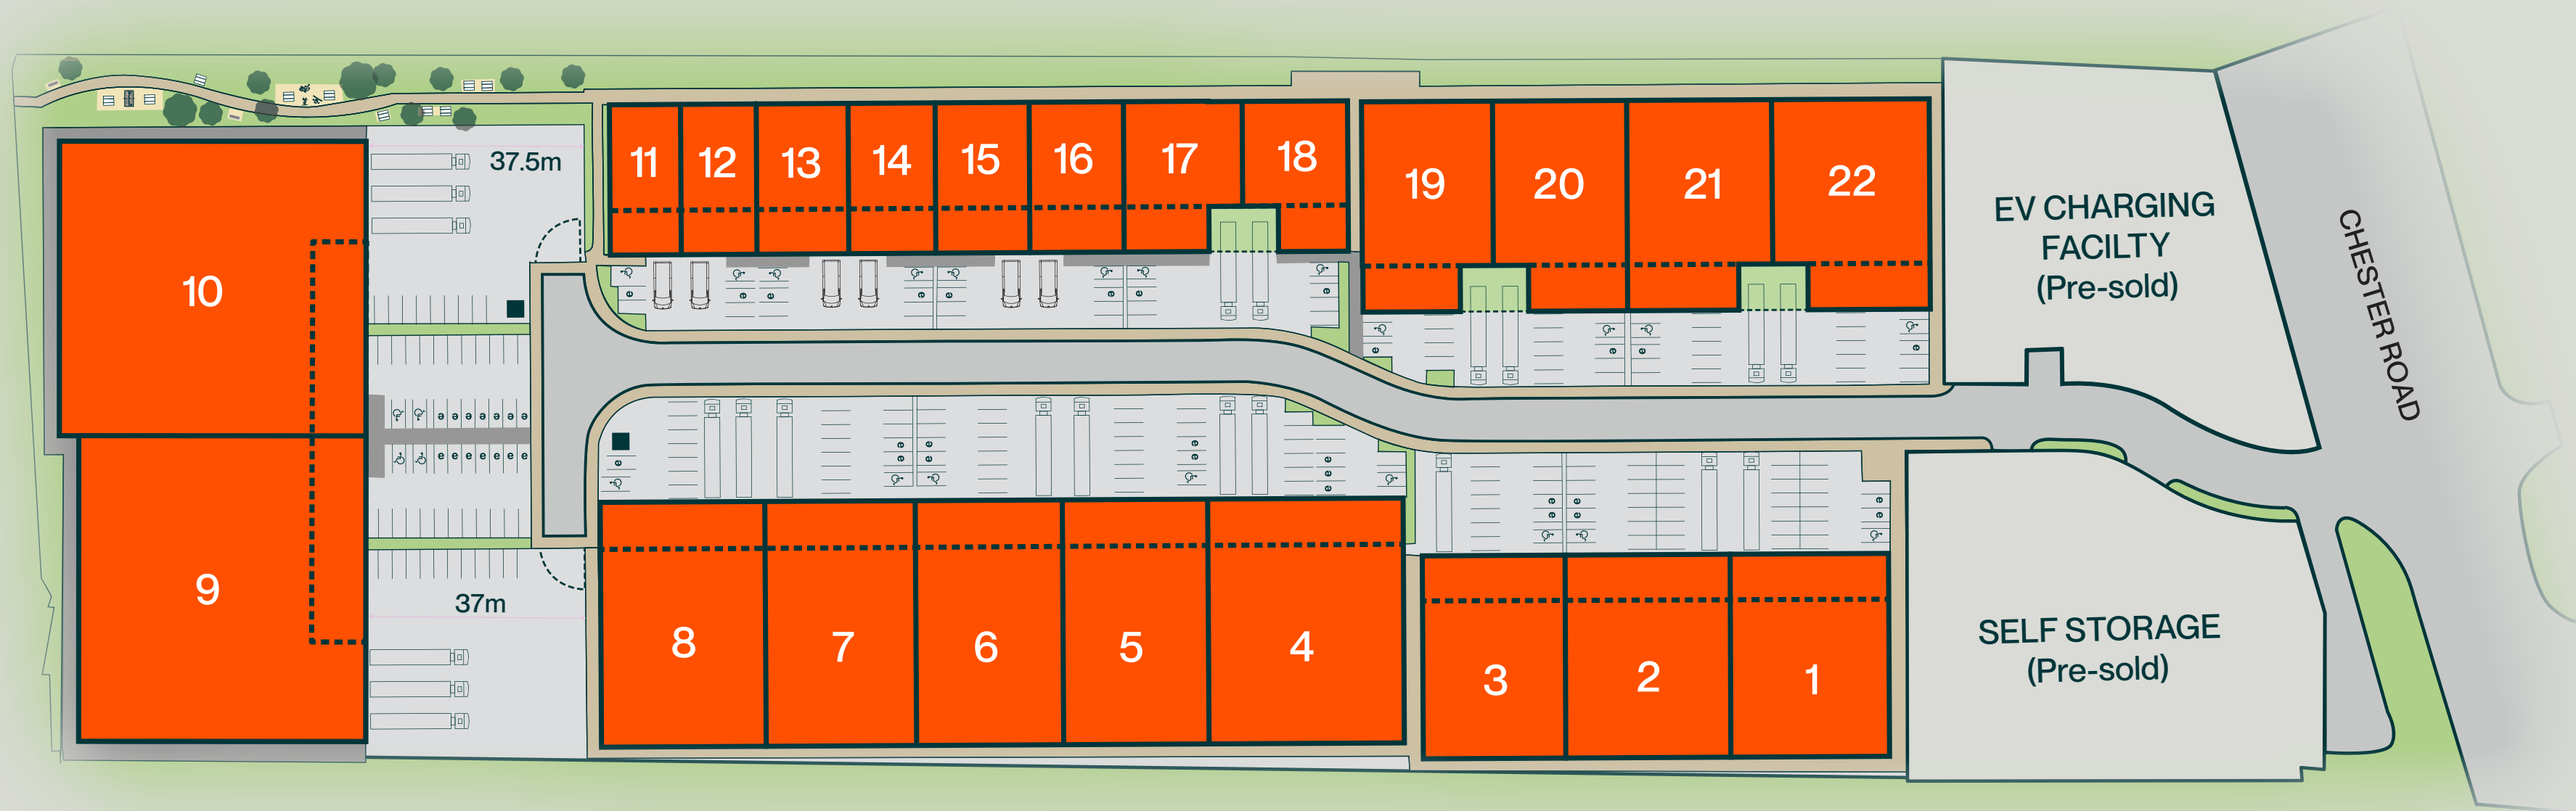 37.5m
10
9
37m
11
12
13
14
15
16
17
18
19
20
21
22
8
7
6
5
4
3
2
1
EV CHARGING
FACILTY
(Pre-sold)
SELF STORAGE
(Pre-sold)
CHESTER ROAD